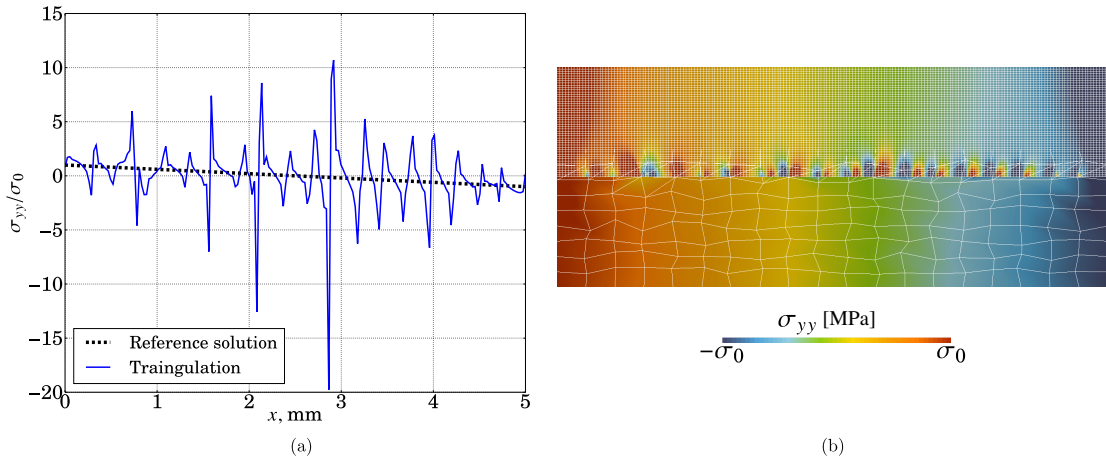 15
10
5
0
−5
−10
−15
−20
σyy/σ0
Reference solution
Traingulation
0 1 2 3 4 5
x, mm
(a)
σyy [MPa]
−σ0 σ0
(b)